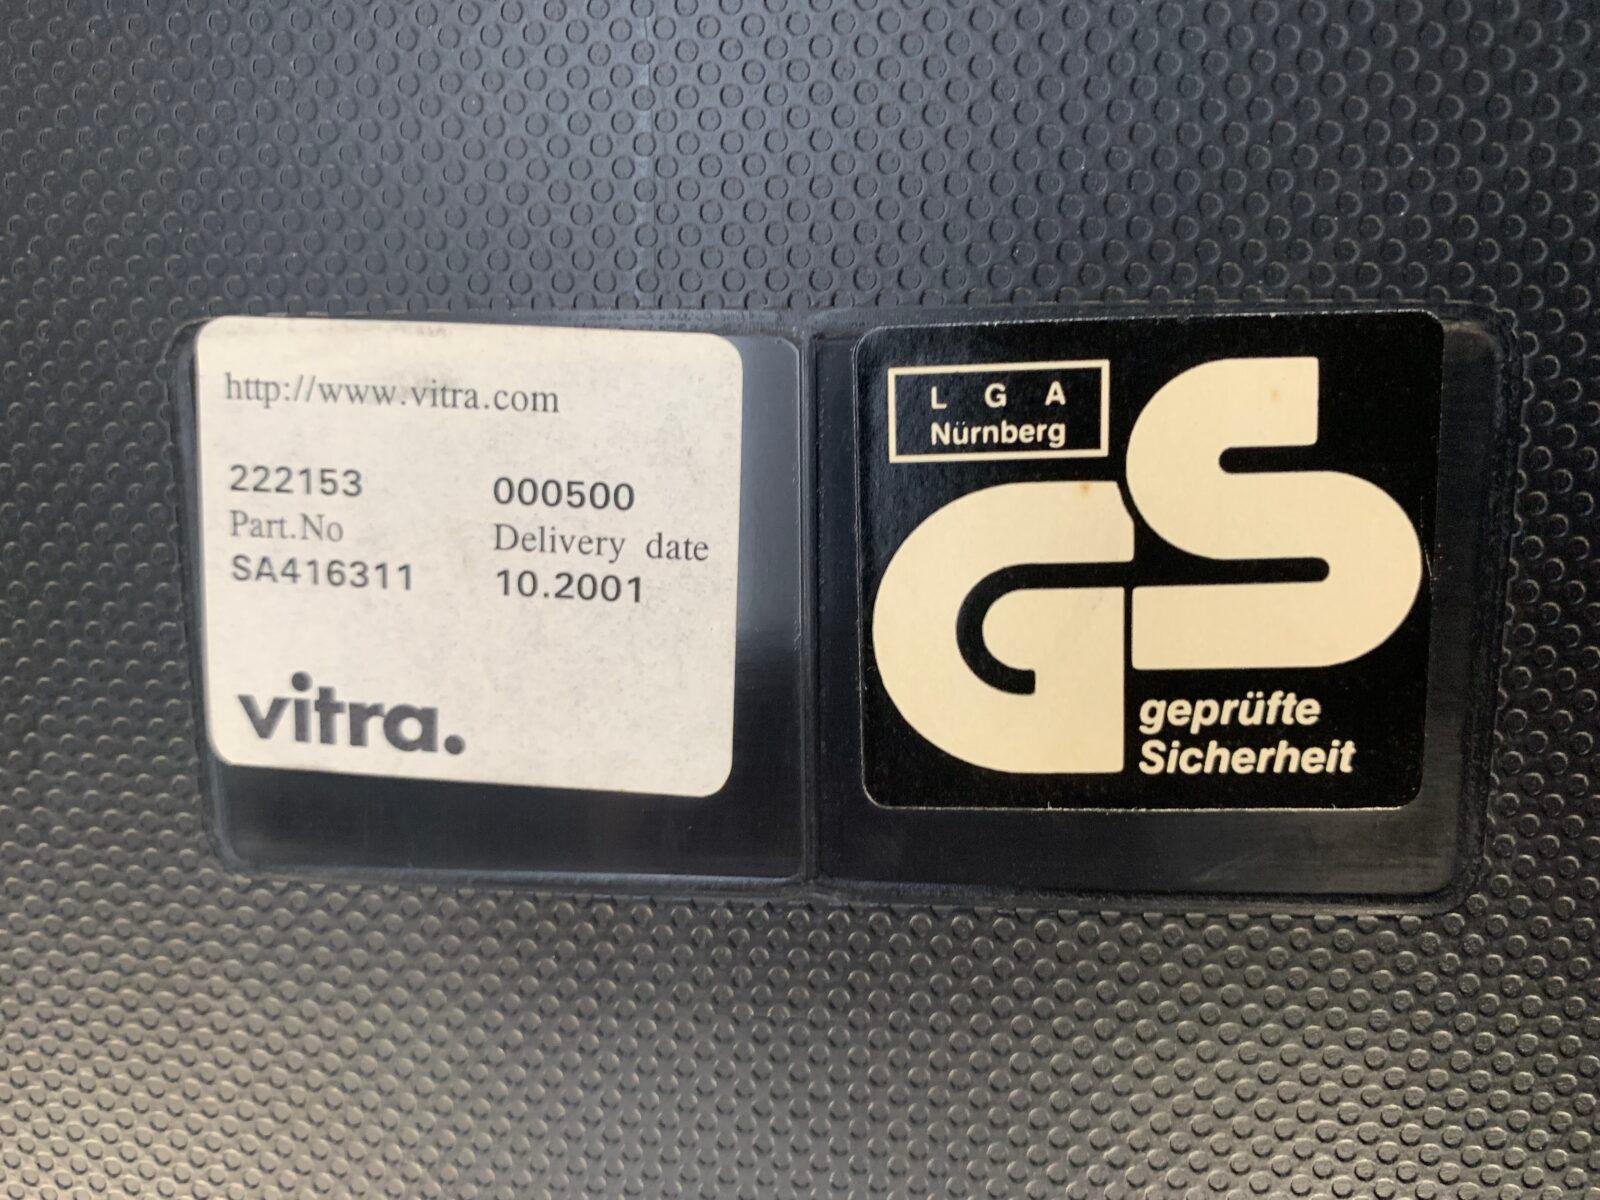 http://www.vitra.com
222153 000500
Part.No Delivery date
SA416311 10.2001
vitra.
L G A
Nürnberg
GS
geprüfte
Sicherheit